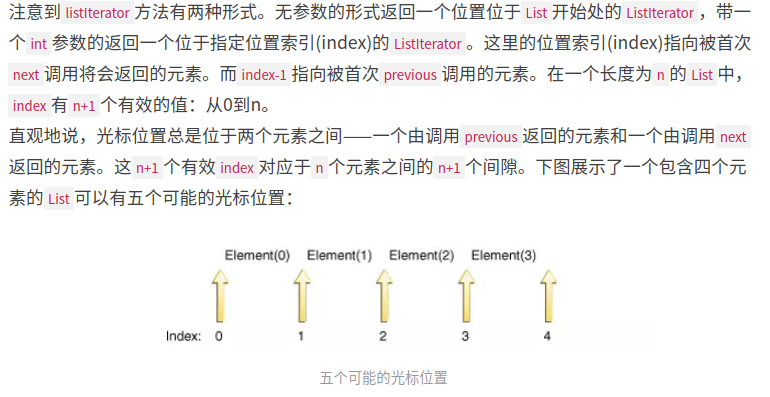 注意到 listIterator 方法有两种形式。无参数的形式返回一个位置位于 List 开始处的 ListIterator ，带一
个 int 参数的返回一个位于指定位置索引(index)的 ListIterator 。这里的位置索引(index)指向被首次
next 调用将会返回的元素。而 index-1 指向被首次 previous 调用的元素。在一个长度为 n 的 List 中，
index 有 n+1 个有效的值：从0到n。
直观地说，光标位置总是位于两个元素之间——一个由调用 previous 返回的元素和一个由调用 next
返回的元素。这 n+1 个有效 index 对应于 n 个元素之间的 n+1 个间隙。下图展示了一个包含四个元
素的 List 可以有五个可能的光标位置：
Element(0) Element(1) Element(2) Element(3)
Index: 0 1 2 3 4
五个可能的光标位置